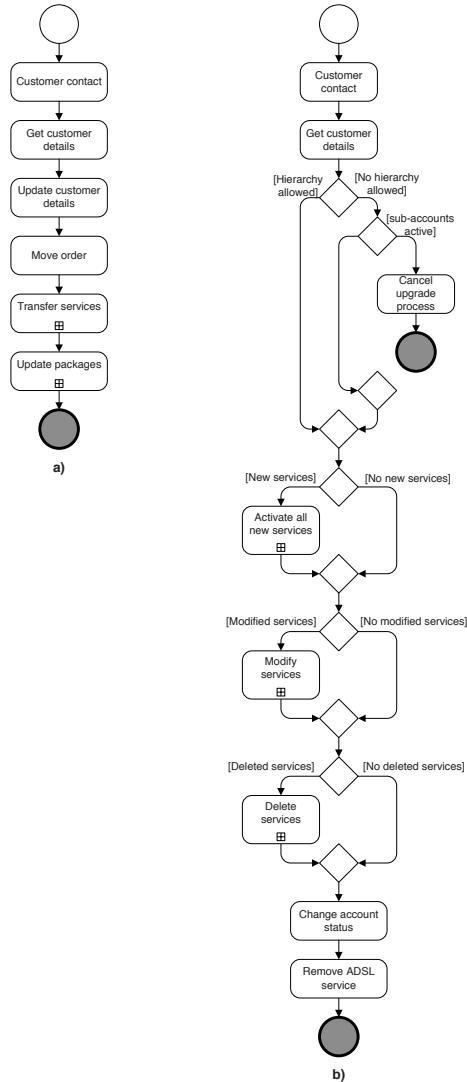 Customer contact
Get customer
details
Update customer
details
Move order
Transfer services
Update packages
a)
Customer
contact
Get customer
details
[Hierarchy
allowed]
[No hierarchy
allowed]
[sub-accounts
active]
Cancel
upgrade
process
[New services]
[No new services]
Activate all
new services
[Modified services]
[No modified services]
Modify
services
[Deleted services]
[No deleted services]
Delete
services
Change account
status
Remove ADSL
service
b)